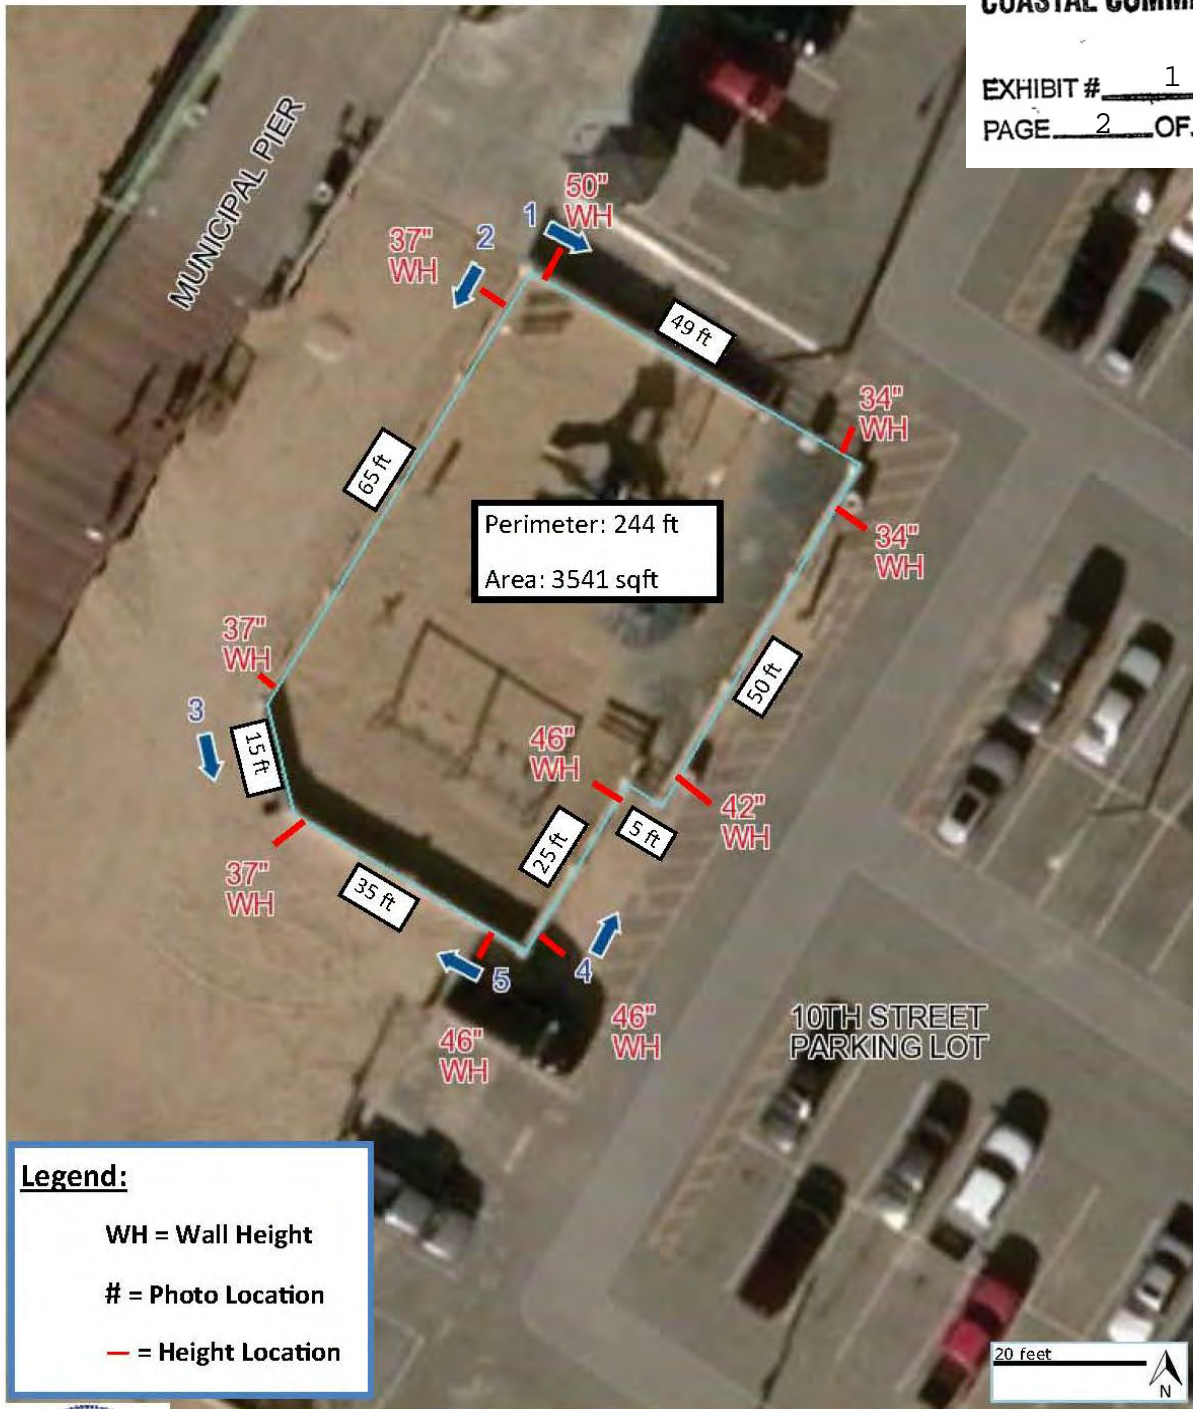 EXHIBIT # 1
PAGE 2 OF
MUNICIPAL PIER
1
50"
WH
2
37"
WH
49 ft
34"
WH
65 ft
34"
WH
Perimeter: 244 ft
Area: 3541 sqft
37"
WH
50 ft
3
15 ft
46"
WH
42"
WH
5 ft
25 ft
37"
WH
35 ft
4
5
46"
WH
46"
WH
10TH STREET
PARKING LOT
Legend:
WH = Wall Height
# = Photo Location
= Height Location
20 feet
N